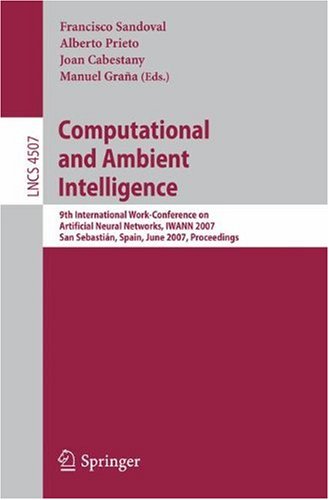 Francisco Sandoval
Alberto Prieto
Joan Cabestany
Manuel Graña (Eds.)
LNCS 4507
Computational
and Ambient
Intelligence
9th International Work-Conference on
Artificial Neural Networks, IWANN 2007
San Sebastián, Spain, June 2007, Proceedings
Springer